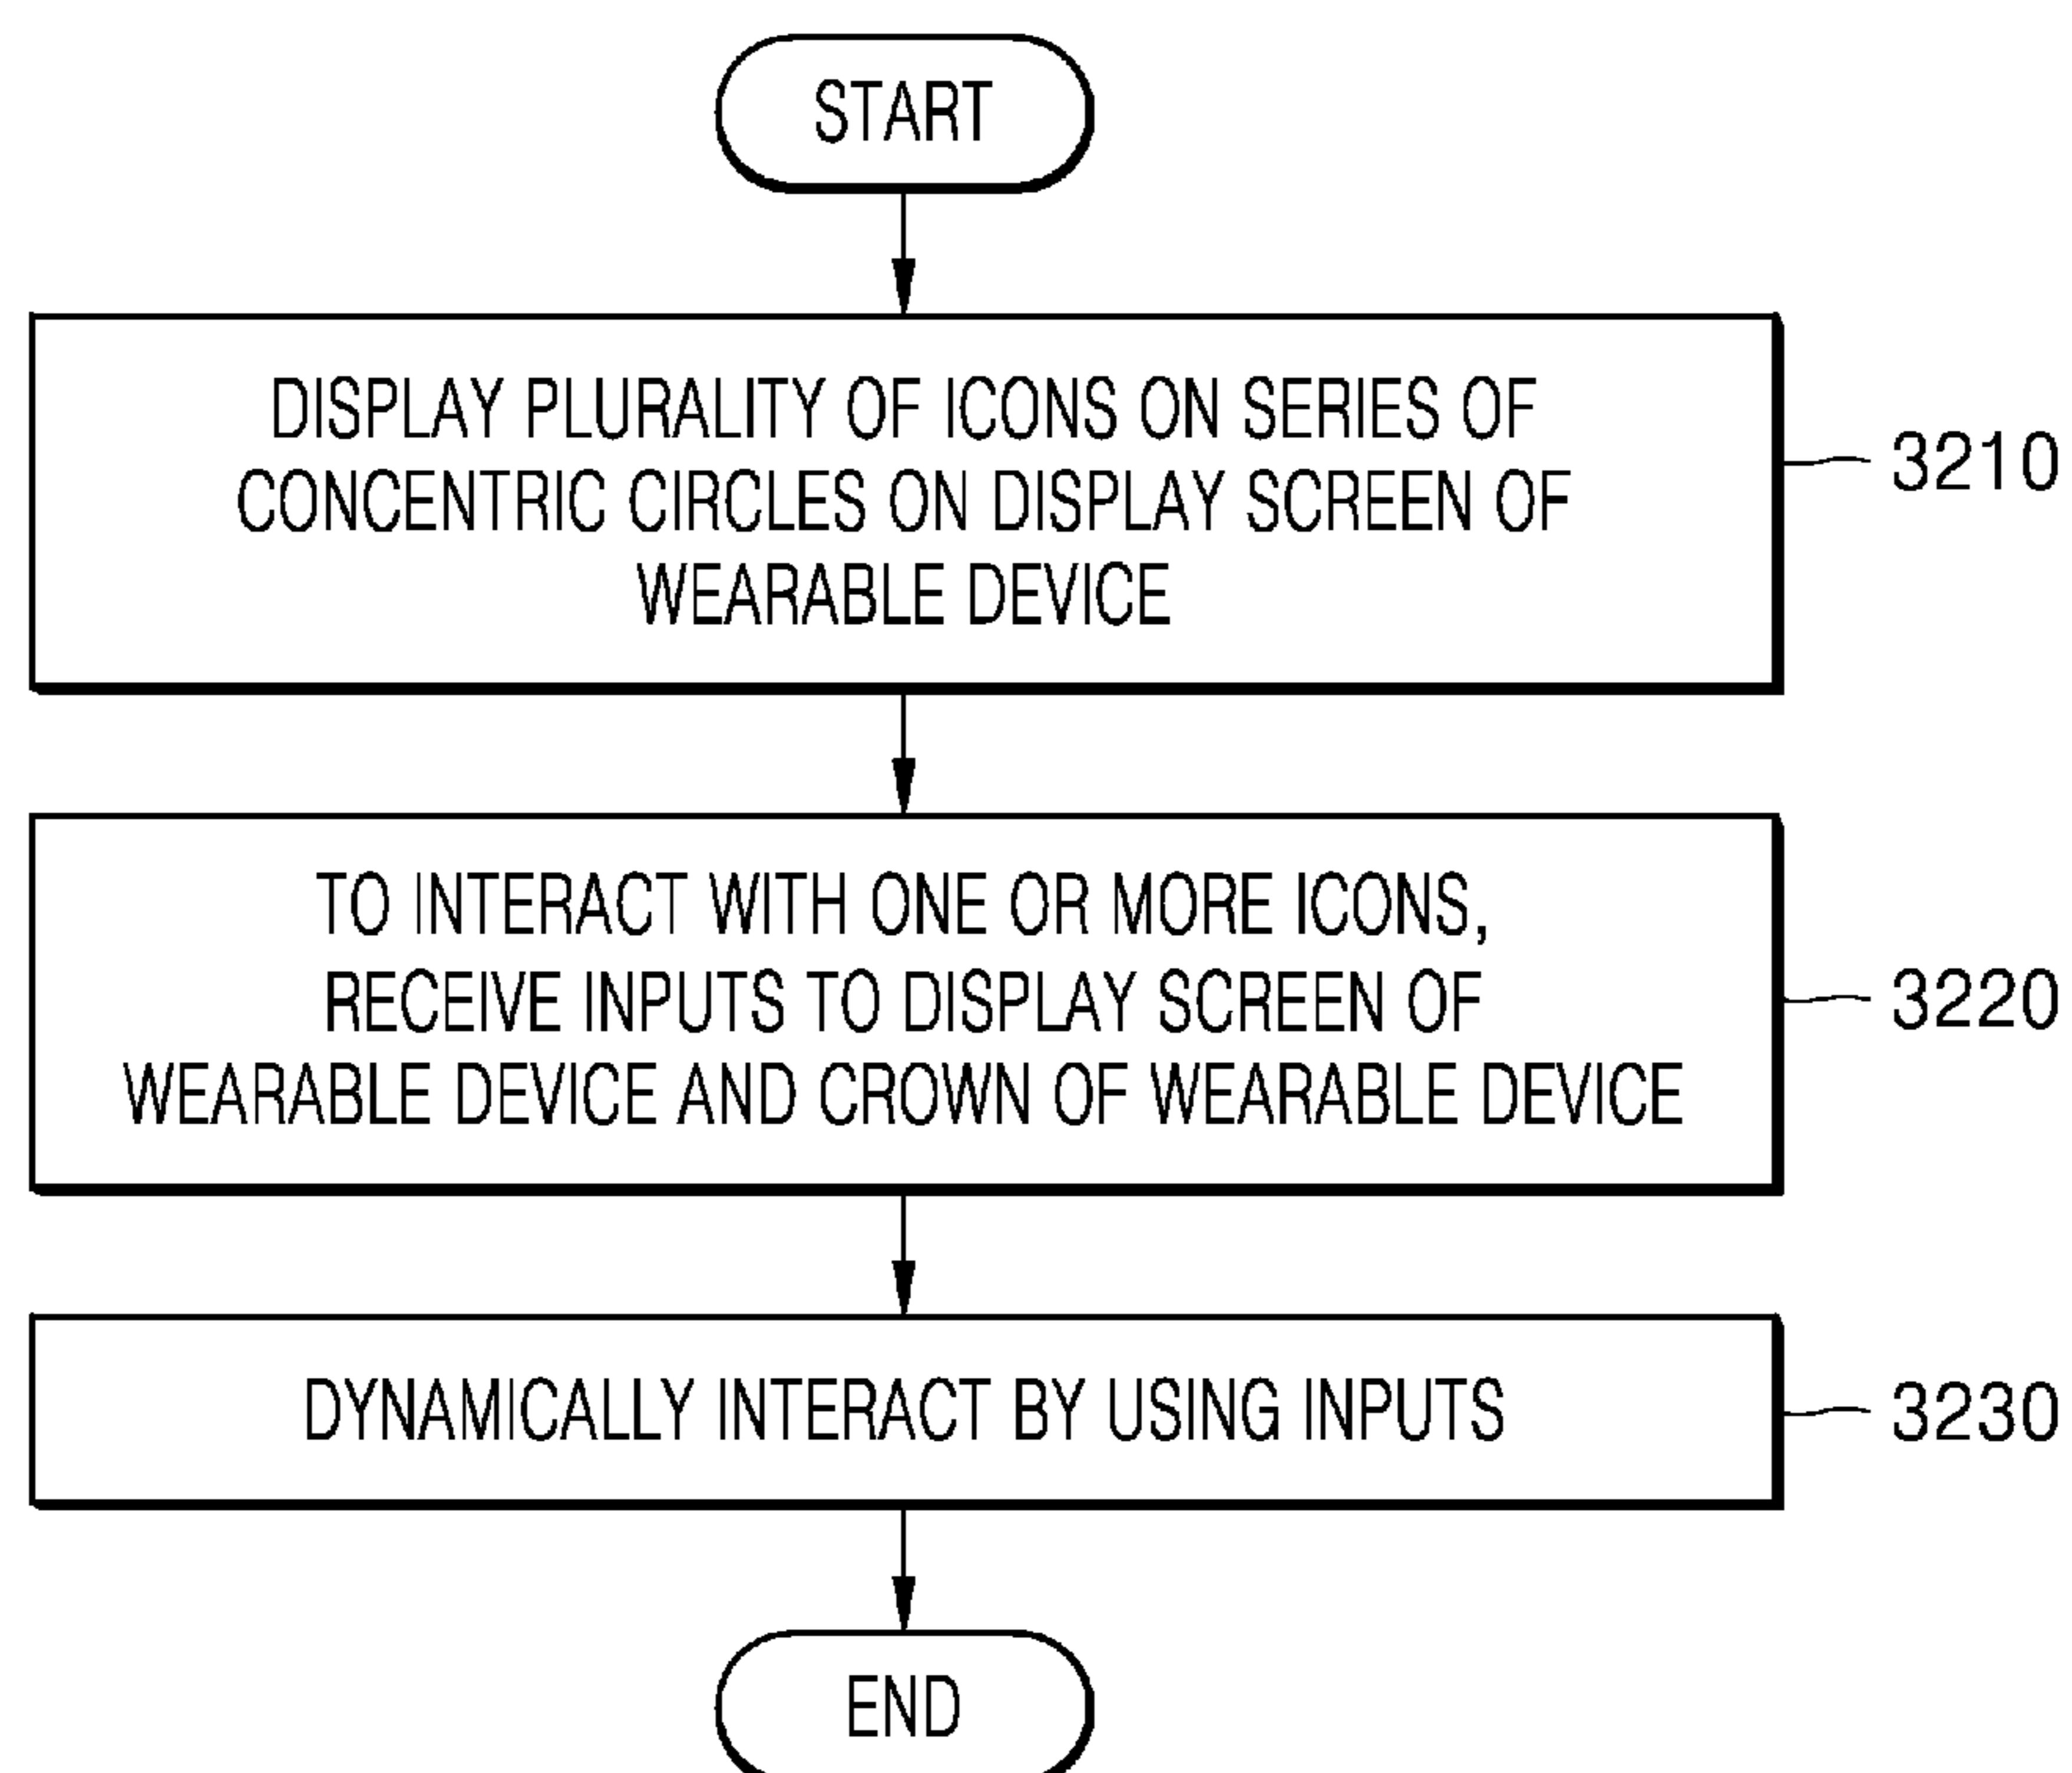 START
DISPLAY PLURALITY OF ICONS ON SERIES OF
CONCENTRIC CIRCLES ON DISPLAY SCREEN OF
WEARABLE DEVICE
3210
TO INTERACT WITH ONE OR MORE ICONS,
RECEIVE INPUTS TO DISPLAY SCREEN OF
WEARABLE DEVICE AND CROWN OF WEARABLE DEVICE
3220
DYNAMICALLY INTERACT BY USING INPUTS
3230
END